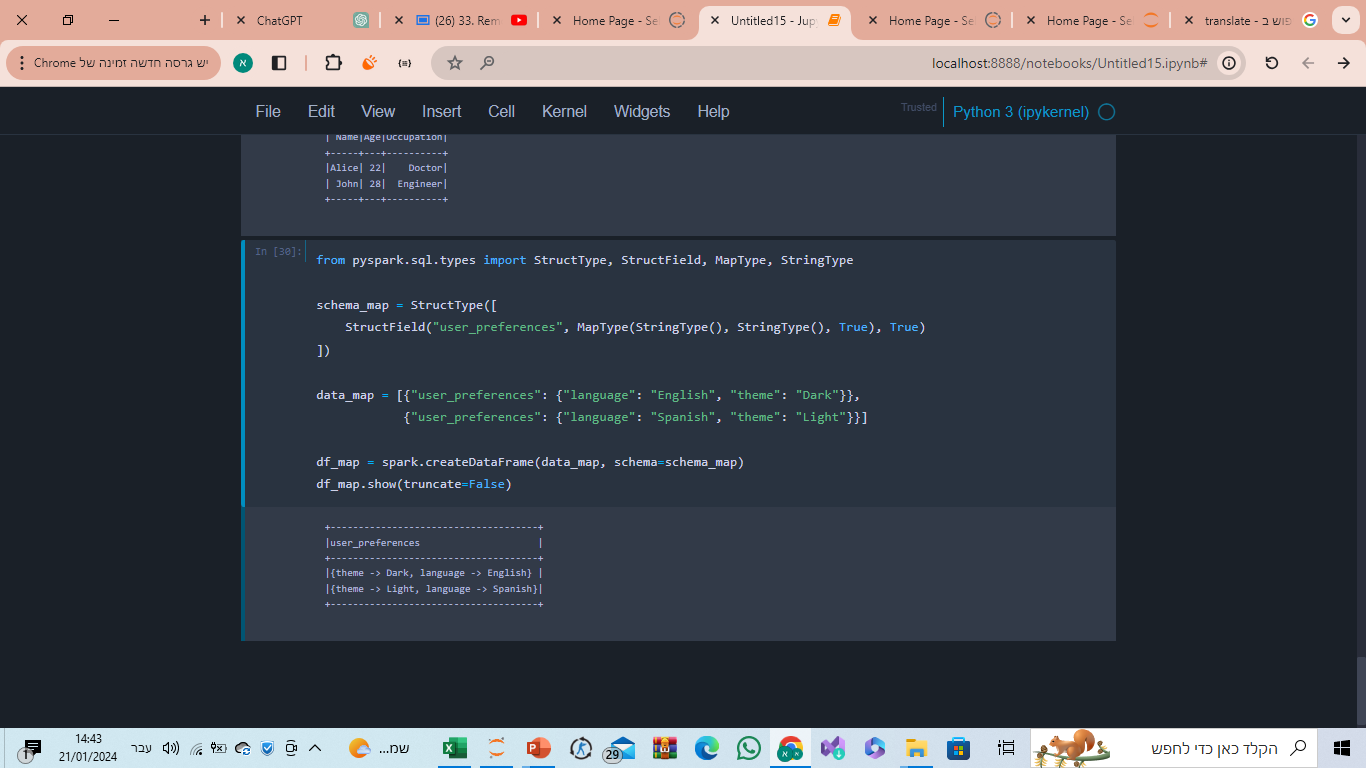 ChatGPT
(26) 33. Rem
Home Page - Sel
Untitled15 - Jup
Home Page - Sel
Home Page - Se
translate - חיפוש ב
יש גרסה חדשה זמינה של Chrome
א
localhost:8888/notebooks/Untitled15.ipynb#
File Edit View Insert Cell Kernel Widgets Help
Trusted
Python 3 (ipykernel)
| Name|Age|Occupation|
+-----+---+----------+
|Alice| 22|    Doctor|
| John| 28|  Engineer|
+-----+---+----------+
In [30]:
from pyspark.sql.types import StructType, StructField, MapType, StringType
schema_map = StructType([
    StructField("user_preferences", MapType(StringType(), StringType(), True), True)
])
data_map = [{"user_preferences": {"language": "English", "theme": "Dark"}},
            {"user_preferences": {"language": "Spanish", "theme": "Light"}}]
df_map = spark.createDataFrame(data_map, schema=schema_map)
df_map.show(truncate=False)
+-------------------------------------+
|user_preferences                     |
+-------------------------------------+
|{theme -> Dark, language -> English} |
|{theme -> Light, language -> Spanish}|
+-------------------------------------+
1
14:43
21/01/2024
עבר
שמ...
29
הקלד כאן כדי לחפש